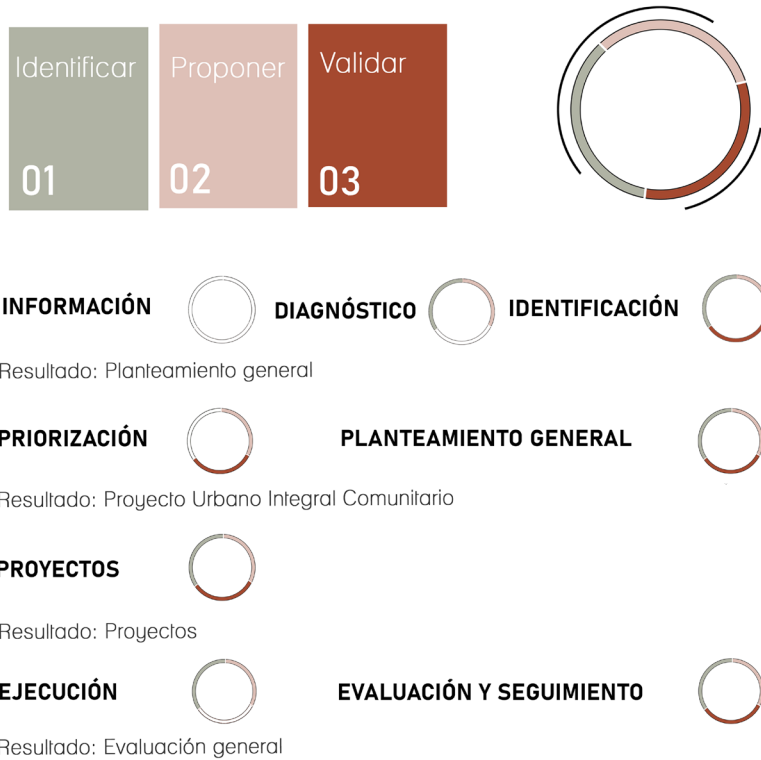 Identificar Proponer Validar
01 02 03
INFORMACIÓN DIAGNÓSTICO IDENTIFICACIÓN
Resultado: Planteamiento general
PRIORIZACIÓN PLANTEAMIENTO GENERAL
Resultado: Proyecto Urbano Integral Comunitario
PROYECTOS
Resultado: Proyectos
EJECUCIÓN EVALUACIÓN Y SEGUIMIENTO
Resultado: Evaluación general